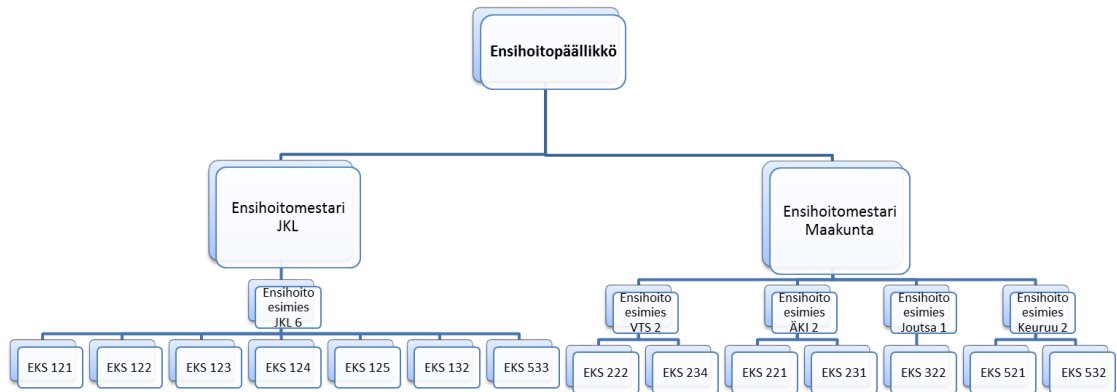 Ensihoitopäällikkö
Ensihoitomestari
JKL
Ensihoitomestari
Maakunta
Ensihoito
esimies
JKL 6
Ensihoito
esimies
VTS 2
Ensihoito
esimies
ÄKI 2
Ensihoito
esimies
Joutsa 1
Ensihoito
esimies
Keuruu 2
EKS 121
EKS 122
EKS 123
EKS 124
EKS 125
EKS 132
EKS 533
EKS 222
EKS 234
EKS 221
EKS 231
EKS 322
EKS 521
EKS 532